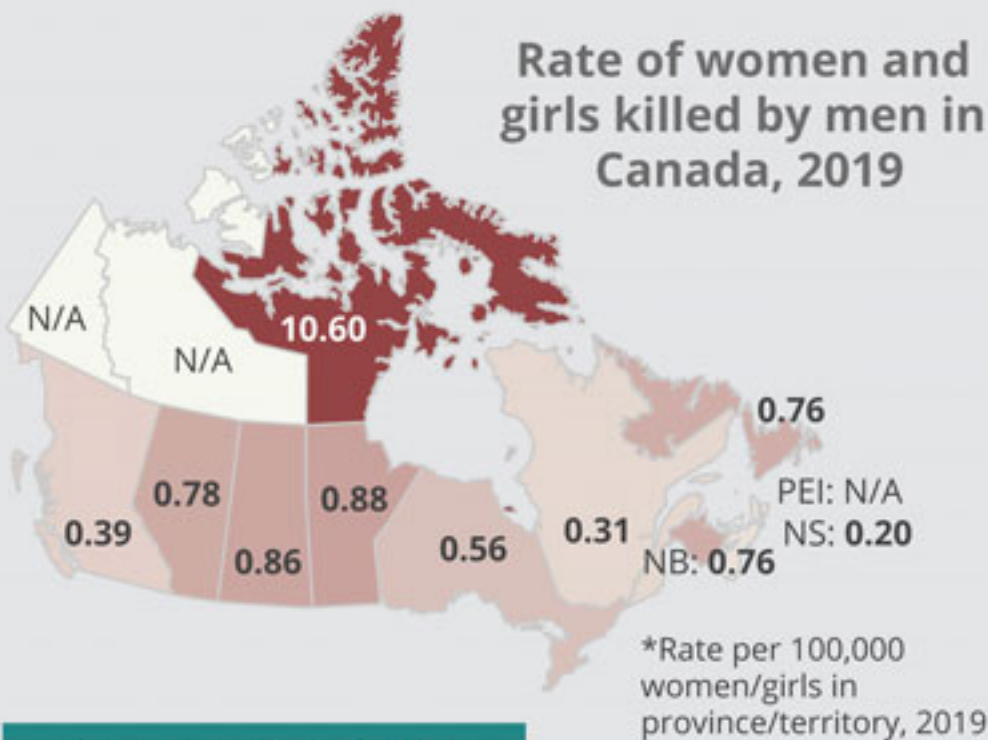 Rate of women and
girls killed by men in
Canada, 2019
N/A
N/A
10.60
0.76
0.78
0.88
PEI: N/A
0.39
0.86
0.56
0.31
NS: 0.20
NB: 0.76
*Rate per 100,000
women/girls in
province/territory, 2019